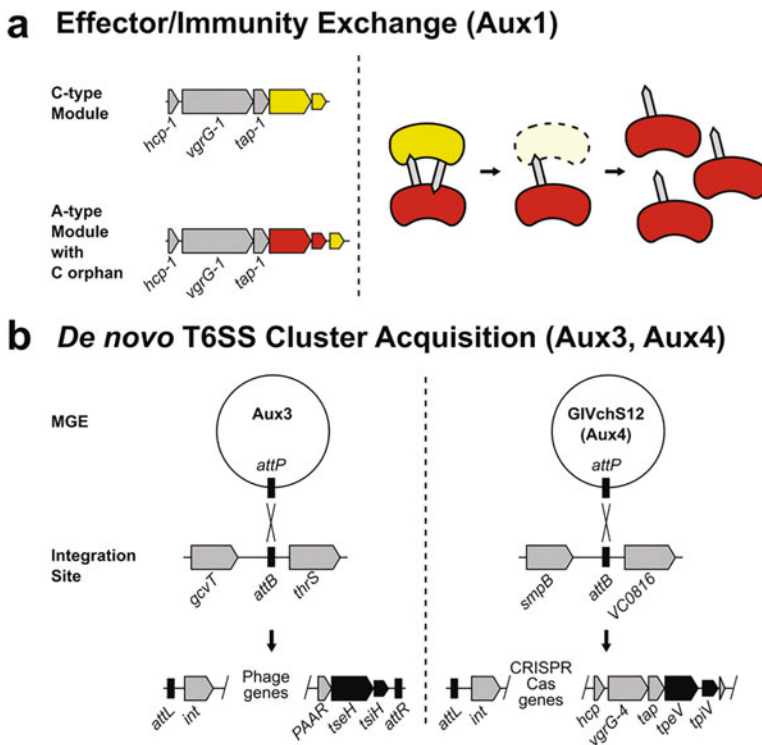 a Effector/Immunity Exchange (Aux1)
C-type
Module
hcp-1
vgrG-1
tap-1
A-type
Module
with
C orphan
hcp-1
vgrG-1
tap-1
b De novo T6SS Cluster Acquisition (Aux3, Aux4)
MGE
Aux3
attP
GIVchS12
(Aux4)
attP
Integration
Site
gcvT
attB
thrS
smpB
attB
VC0816
attL
int
Phage
genes
PAAR
tseH
tsiH
attR
attL
int
CRISPR
Cas
genes
hcp
vgrG-4
tap
tpeV
tpiV